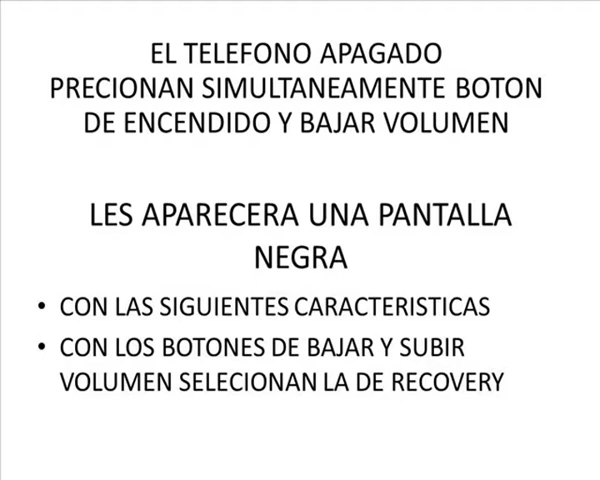 EL TELEFONO APAGADO
PRECIONAN SIMULTANEAMENTE BOTON
DE ENCENDIDO Y BAJAR VOLUMEN
LES APARECERA UNA PANTALLA
NEGRA
• CON LAS SIGUIENTES CARACTERISTICAS
• CON LOS BOTONES DE BAJAR Y SUBIR
VOLUMEN SELECIONAN LA DE RECOVERY